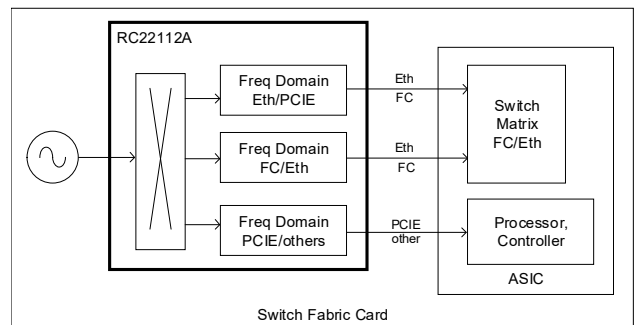 RC22112A
Freq Domain
Eth/PCIE
Eth
FC
Freq Domain
FC/Eth
Eth
FC
Switch
Matrix
FC/Eth
Freq Domain
PCIE/others
PCIE
other
Processor,
Controller
ASIC
Switch Fabric Card